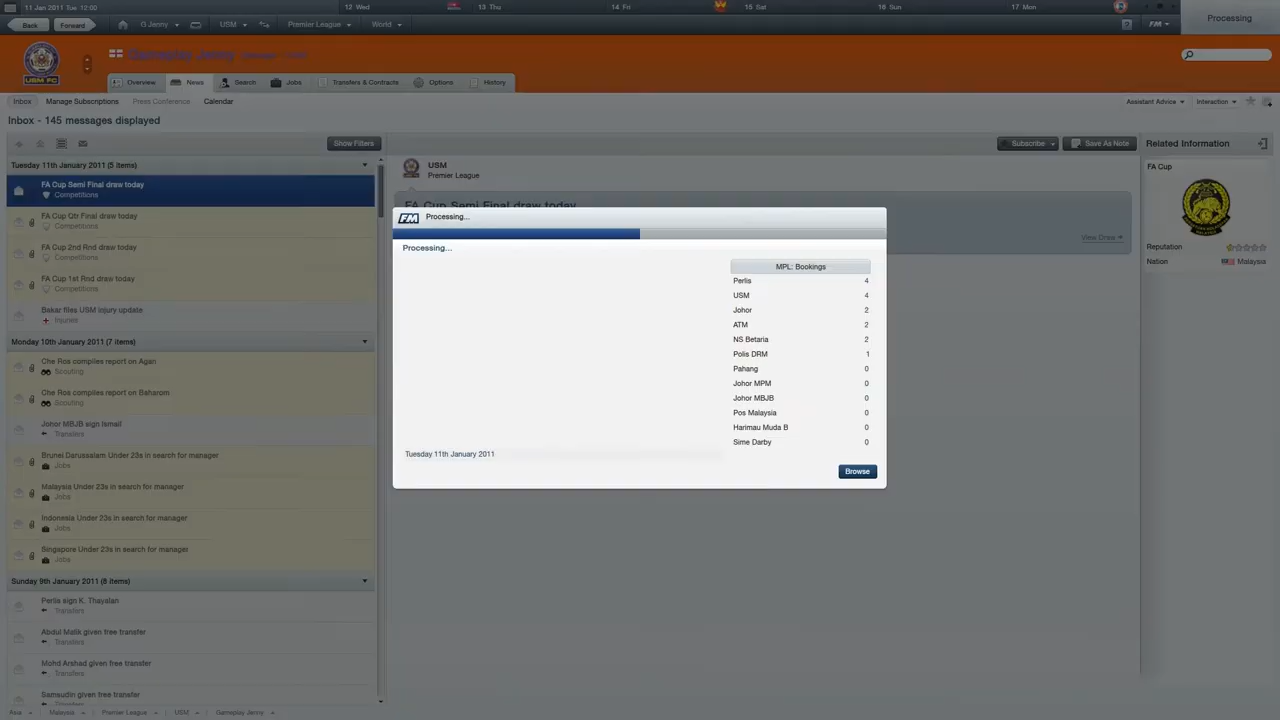 11 Jan 2011 Tue 12:00
12 Wed
13 Thu
14 Fri
15 Sat
16 Sun
17 Mon
Processing
Back
Forward
G Jenny
USM
Premier League
World
FM
USM FC
Gameplay Jenny
Overview
News
Search
Jobs
Transfers & Contracts
Options
History
Inbox
Manage Subscriptions
Press Conference
Calendar
Assistant Advice
Interaction
Inbox - 145 messages displayed
Show Filters
Subscribe
Save As Note
Related Information
Tuesday 11th January 2011 (5 items)
FA Cup Semi Final draw today
Competitions
FA Cup Qtr Final draw today
Competitions
FA Cup 2nd Rnd draw today
Competitions
FA Cup 1st Rnd draw today
Competitions
Bakar files USM injury update
Injuries
Monday 10th January 2011 (7 items)
Che Ros compiles report on Agan
Scouting
Che Ros compiles report on Baharom
Scouting
Johor MBJB sign Ismail
Transfers
Brunei Darussalam Under 23s in search for manager
Jobs
Malaysia Under 23s in search for manager
Jobs
Indonesia Under 23s in search for manager
Jobs
Singapore Under 23s in search for manager
Jobs
Sunday 9th January 2011 (8 items)
Perlis sign K. Thayalan
Transfers
Abdul Malik given free transfer
Transfers
Mohd Arshad given free transfer
Transfers
Samsudin given free transfer
Transfers
USM
Premier League
FA Cup Semi Final draw today
View Draw
FM Processing...
Processing...
MPL: Bookings
Perlis 4
USM 4
Johor 2
ATM 2
NS Betaria 2
Polis DRM 1
Pahang 0
Johor MPM 0
Johor MBJB 0
Pos Malaysia 0
Harimau Muda B 0
Sime Darby 0
Tuesday 11th January 2011
Browse
FA Cup
Reputation
Nation Malaysia
Asia
Malaysia
Premier League
USM
Gameplay Jenny